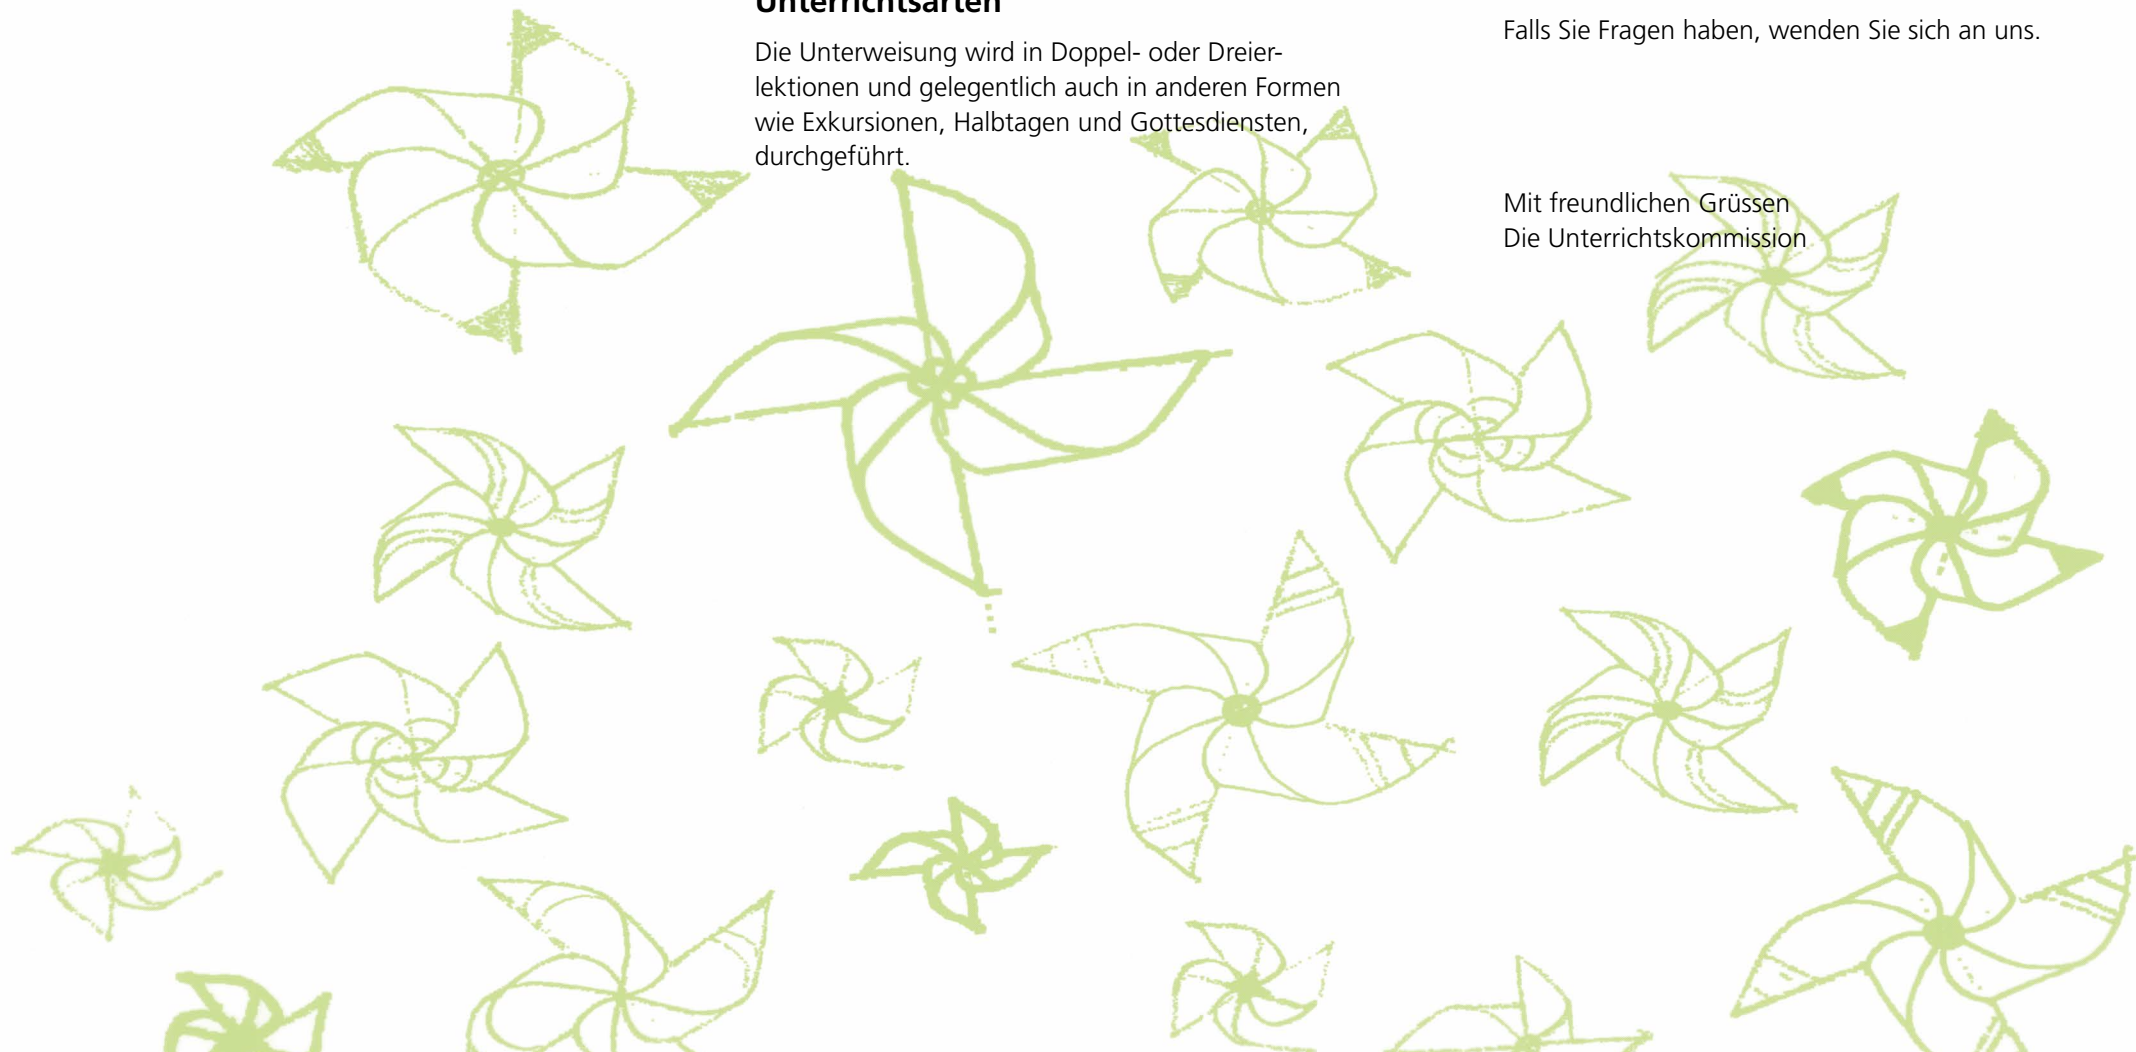 Unterrichtsarten
Die Unterweisung wird in Doppel- oder Dreier-
lektionen und gelegentlich auch in anderen Formen
wie Exkursionen, Halbtagen und Gottesdiensten,
durchgeführt.
Falls Sie Fragen haben, wenden Sie sich an uns.
Mit freundlichen Grüssen
Die Unterrichtskommission